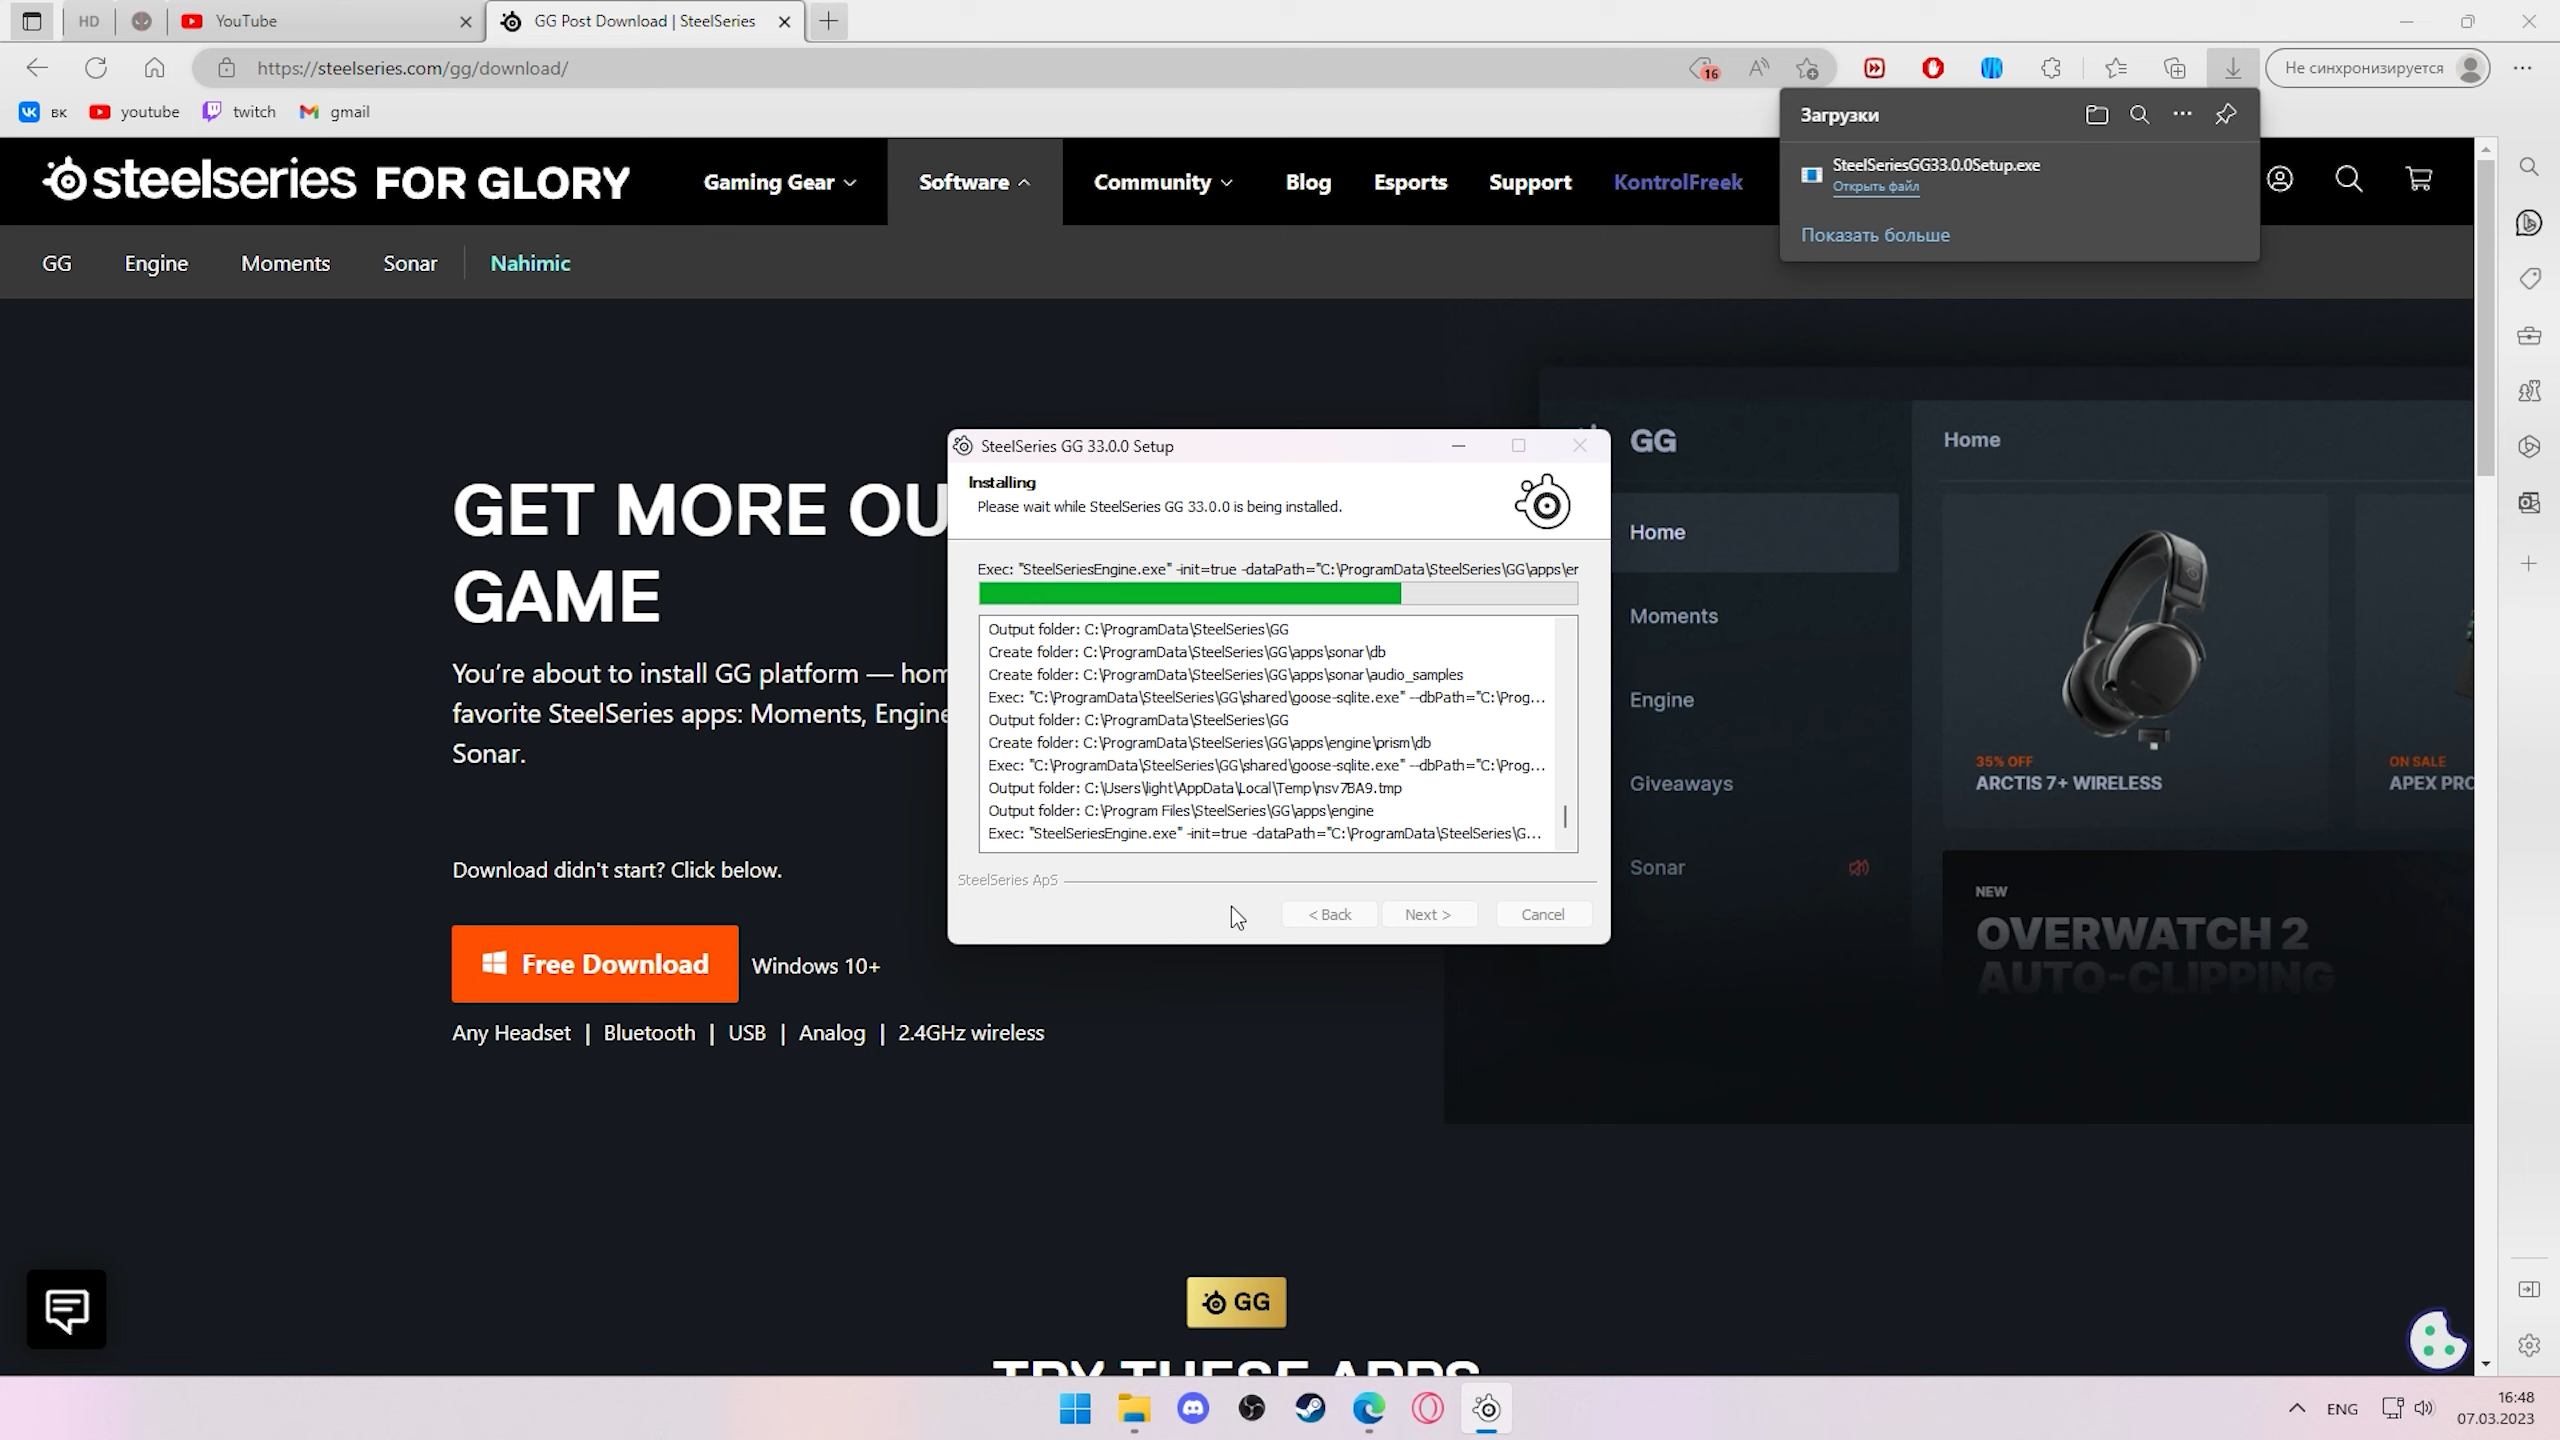 HD
YouTube
GG Post Download | SteelSeries
https://steelseries.com/gg/download/
16
Не синхронизируется
вк
youtube
twitch
gmail
Загрузки
SteelSeriesGG33.0.0Setup.exe
Открыть файл
Показать больше
steelseries FOR GLORY
Gaming Gear
Software
Community
Blog
Esports
Support
KontrolFreek
GG
Engine
Moments
Sonar
Nahimic
GET MORE OU
GAME
You're about to install GG platform — hom
favorite SteelSeries apps: Moments, Engine
Sonar.
Download didn't start? Click below.
Free Download
Windows 10+
Any Headset | Bluetooth | USB | Analog | 2.4GHz wireless
SteelSeries GG 33.0.0 Setup
Installing
Please wait while SteelSeries GG 33.0.0 is being installed.
Exec: "SteelSeriesEngine.exe" -init=true -dataPath="C:\ProgramData\SteelSeries\GG\apps\er
Output folder: C:\ProgramData\SteelSeries\GG
Create folder: C:\ProgramData\SteelSeries\GG\apps\sonar\db
Create folder: C:\ProgramData\SteelSeries\GG\apps\sonar\audio_samples
Exec: "C:\ProgramData\SteelSeries\GG\shared\goose-sqlite.exe" --dbPath="C:\Prog...
Output folder: C:\ProgramData\SteelSeries\GG
Create folder: C:\ProgramData\SteelSeries\GG\apps\engine\prism\db
Exec: "C:\ProgramData\SteelSeries\GG\shared\goose-sqlite.exe" --dbPath="C:\Prog...
Output folder: C:\Users\light\AppData\Local\Temp\nsv7BA9.tmp
Output folder: C:\Program Files\SteelSeries\GG\apps\engine
Exec: "SteelSeriesEngine.exe" -init=true -dataPath="C:\ProgramData\SteelSeries\G...
SteelSeries ApS
< Back
Next >
Cancel
GG
Home
Home
Moments
Engine
Giveaways
Sonar
35% OFF
ARCTIS 7+ WIRELESS
ON SALE
APEX PRO
NEW
OVERWATCH 2
AUTO-CLIPPING
GG
TRY THESE APPS
ENG
16:48
07.03.2023